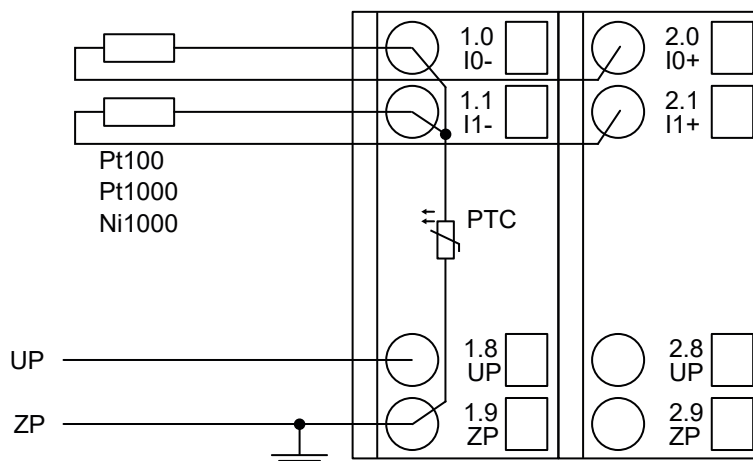 1.0
I0-
2.0
I0+
1.1
I1-
2.1
I1+
Pt100
Pt1000
Ni1000
PTC
UP
1.8
UP
2.8
UP
ZP
1.9
ZP
2.9
ZP